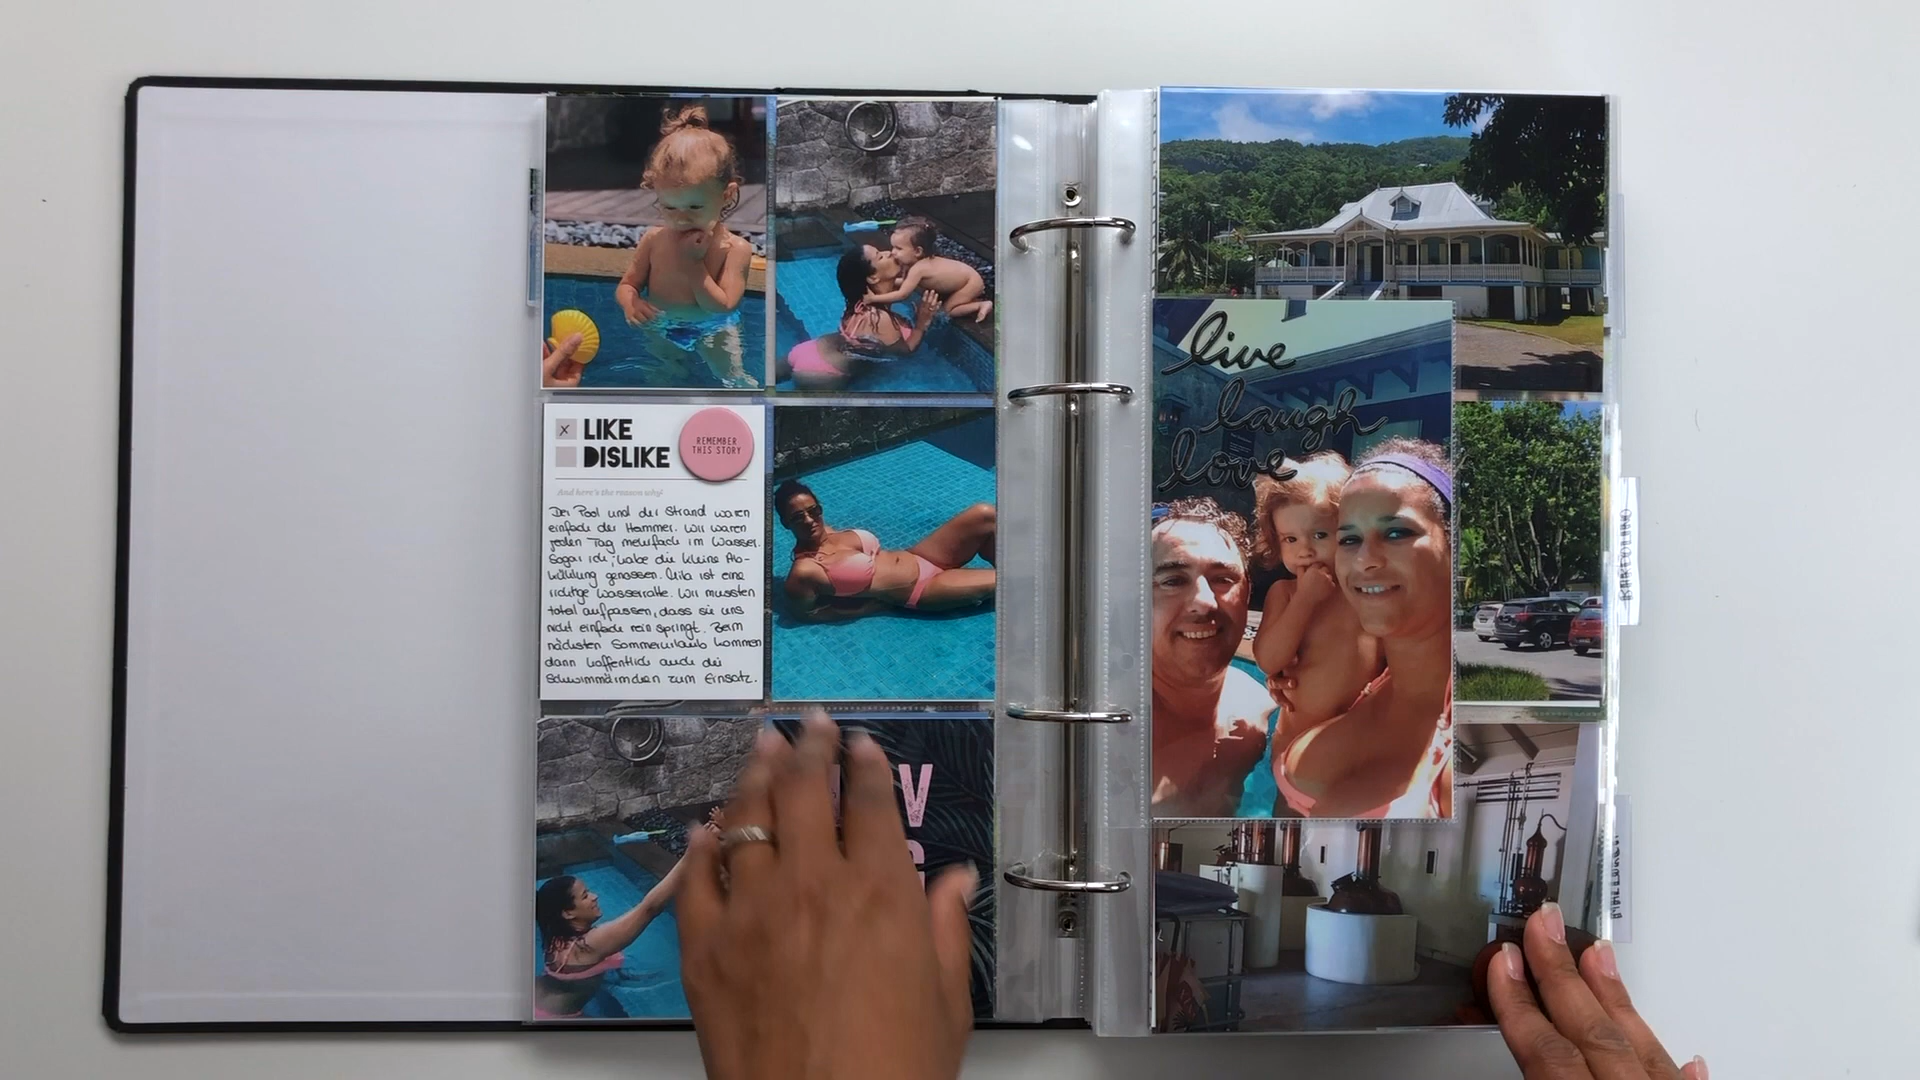 LIKE
DISLIKE
REMEMBER
THIS STORY
And here's the reason why:
Der Pool und der Strand waren
einfach der Hammer. Wir waren
jeden Tag mehrfach im Wasser.
Sogar ich, habe die kleine Ab-
kühlung genossen. Mila ist eine
richtige Wasserratte. Wir mussten
total aufpassen, dass sie uns
nicht einfach rein springt. Beim
nächsten Sommerurlaub kommen
dann hoffentlich auch die
Schwimmärmchen zum Einsatz.
live
laugh
love